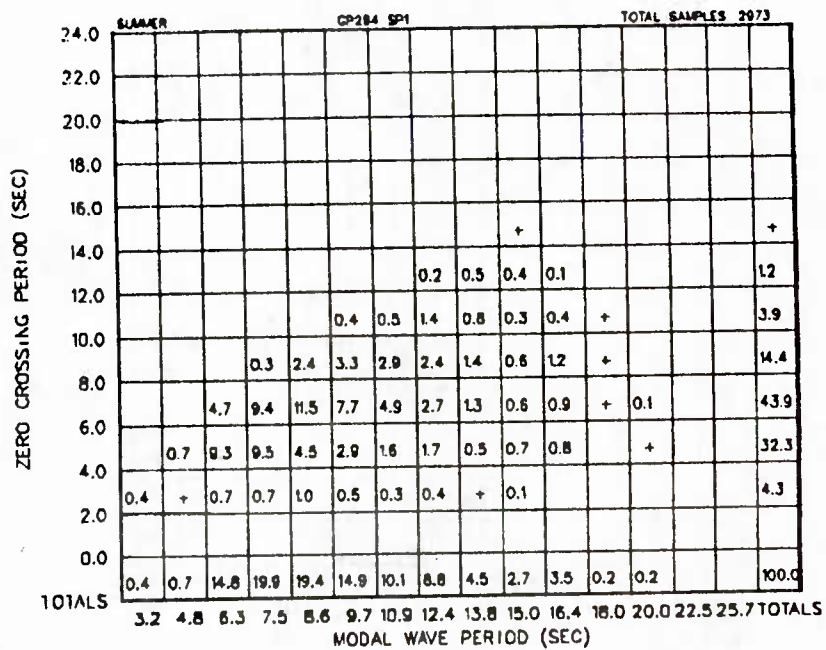 SUMMER GP284 SP1 TOTAL SAMPLES 2973
24.0
22.0
20.0
18.0
16.0
+ +
14.0
0.2 0.5 0.4 0.1 1.2
12.0
0.4 0.5 1.4 0.8 0.3 0.4 + 3.9
10.0
0.3 2.4 3.3 2.9 2.4 1.4 0.6 1.2 + 14.4
8.0
4.7 9.4 11.5 7.7 4.9 2.7 1.3 0.6 0.9 + 0.1 43.9
6.0
0.7 9.3 9.5 4.5 2.9 1.6 1.7 0.5 0.7 0.8 + 32.3
4.0
0.4 + 0.7 0.7 1.0 0.5 0.3 0.4 + 0.1 4.3
2.0
0.0
0.4 0.7 14.8 19.9 19.4 14.9 10.1 8.8 4.5 2.7 3.5 0.2 0.2 100.0
TOTALS
3.2 4.8 6.3 7.5 8.6 9.7 10.9 12.4 13.8 15.0 16.4 18.0 20.0 22.5 25.7 TOTALS
MODAL WAVE PERIOD (SEC)
ZERO CROSSING PERIOD (SEC)